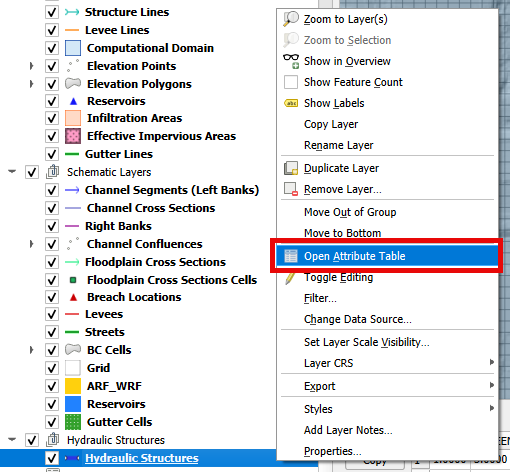 Structure Lines
Levee Lines
Computational Domain
Elevation Points
Elevation Polygons
Reservoirs
Infiltration Areas
Effective Impervious Areas
Gutter Lines
Schematic Layers
Channel Segments (Left Banks)
Channel Cross Sections
Right Banks
Channel Confluences
Floodplain Cross Sections
Floodplain Cross Sections Cells
Breach Locations
Levees
Streets
BC Cells
Grid
ARF_WRF
Reservoirs
Gutter Cells
Hydraulic Structures
Hydraulic Structures
Zoom to Layer(s)
Zoom to Selection
Show in Overview
Show Feature Count
abc Show Labels
Copy Layer
Rename Layer
Duplicate Layer
Remove Layer...
Move Out of Group
Move to Bottom
Open Attribute Table
Toggle Editing
Filter...
Change Data Source...
Set Layer Scale Visibility...
Layer CRS
Export
Styles
Add Layer Notes...
Properties...
Copy